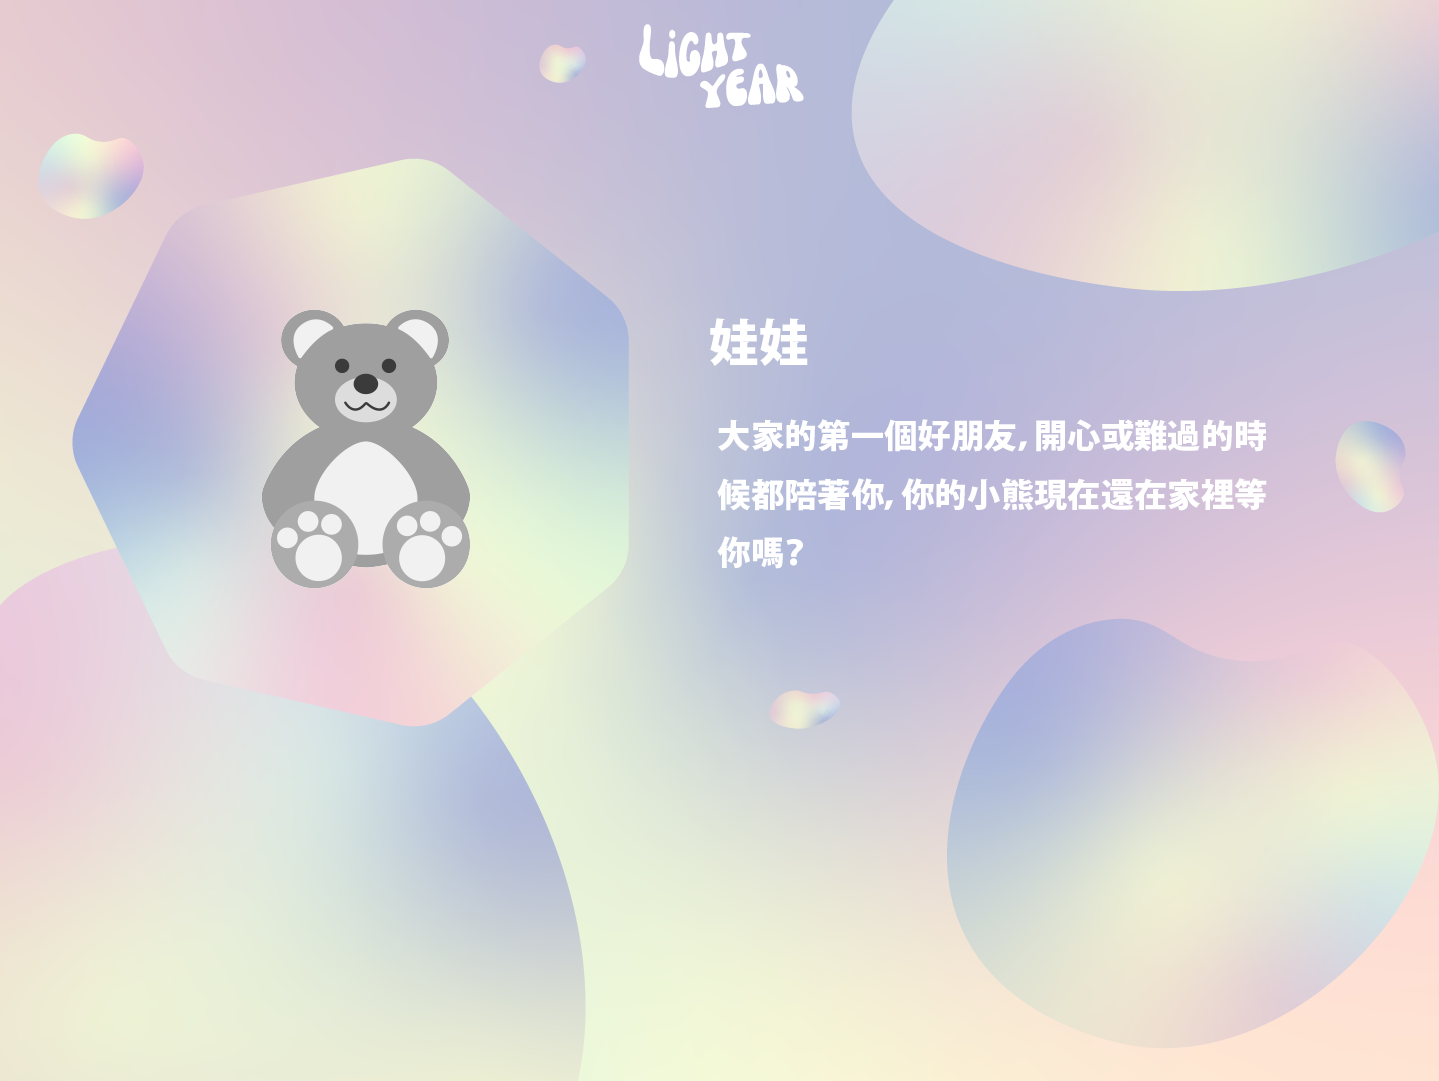 LiGHT
YEAR
娃娃
大家的第一個好朋友, 開心或難過的時
候都陪著你, 你的小熊現在還在家裡等
你嗎?